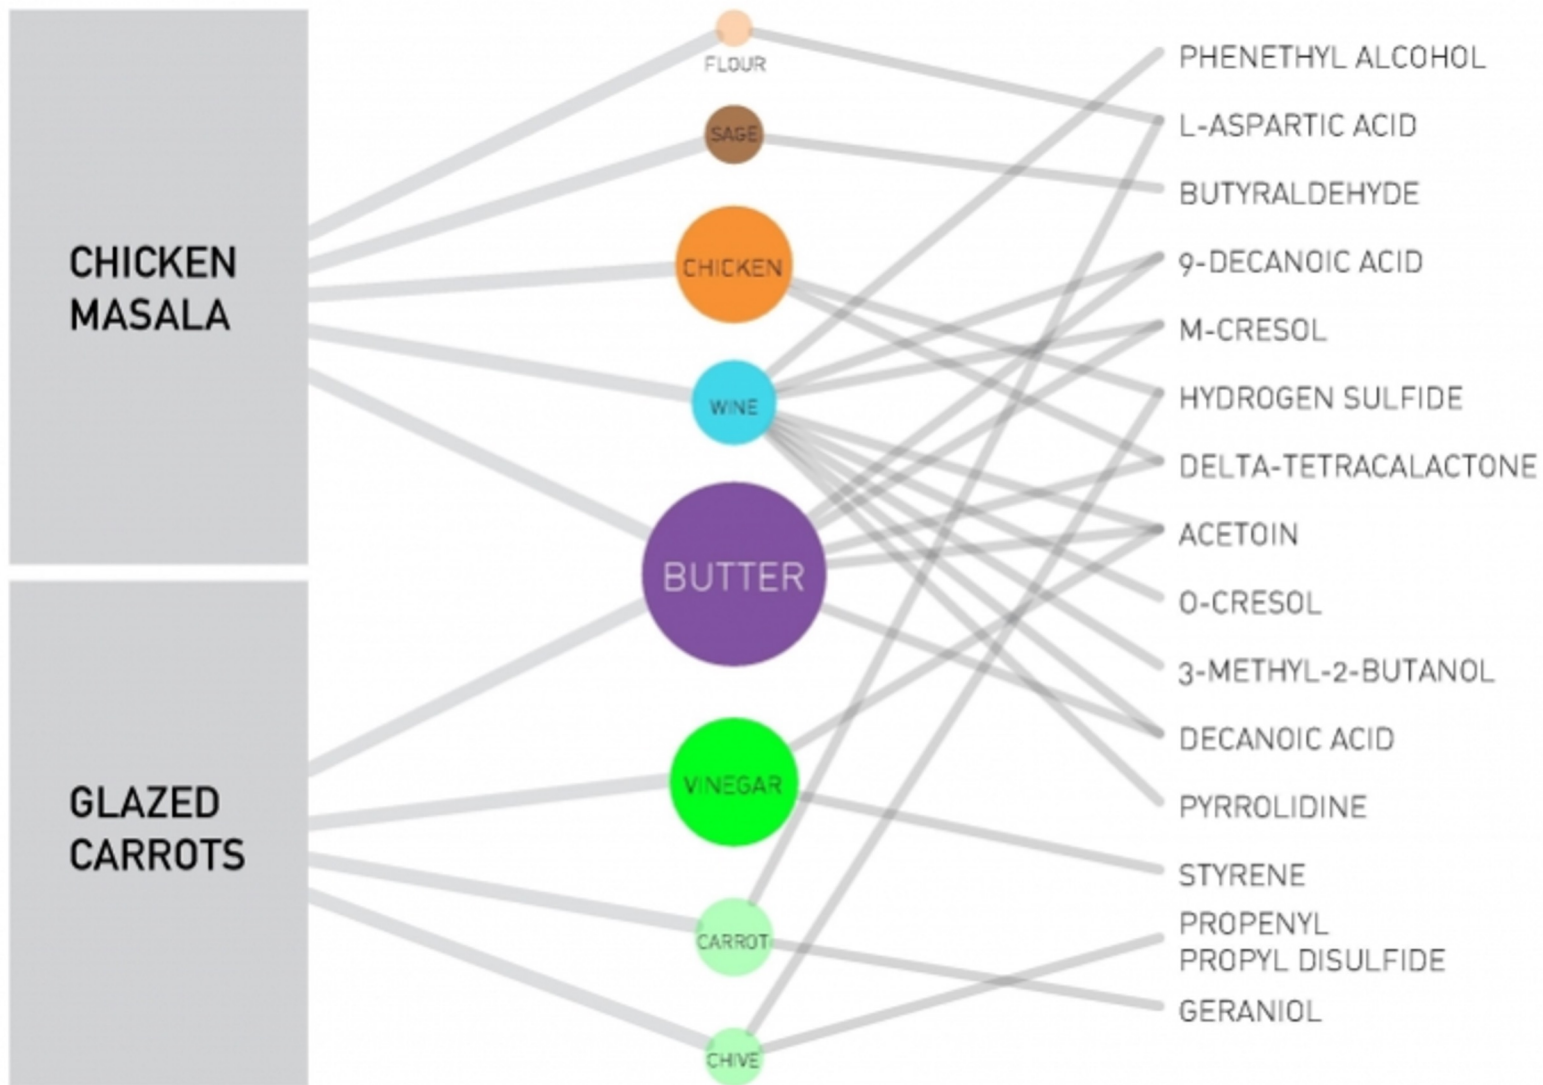 CHICKEN
MASALA
GLAZED
CARROTS
FLOUR
SAGE
CHICKEN
WINE
BUTTER
VINEGAR
CARROT
CHIVE
PHENETHYL ALCOHOL
L-ASPARTIC ACID
BUTYRALDEHYDE
9-DECANOIC ACID
M-CRESOL
HYDROGEN SULFIDE
DELTA-TETRACALACTONE
ACETOIN
O-CRESOL
3-METHYL-2-BUTANOL
DECANOIC ACID
PYRROLIDINE
STYRENE
PROPENYL
PROPYL DISULFIDE
GERANIOL